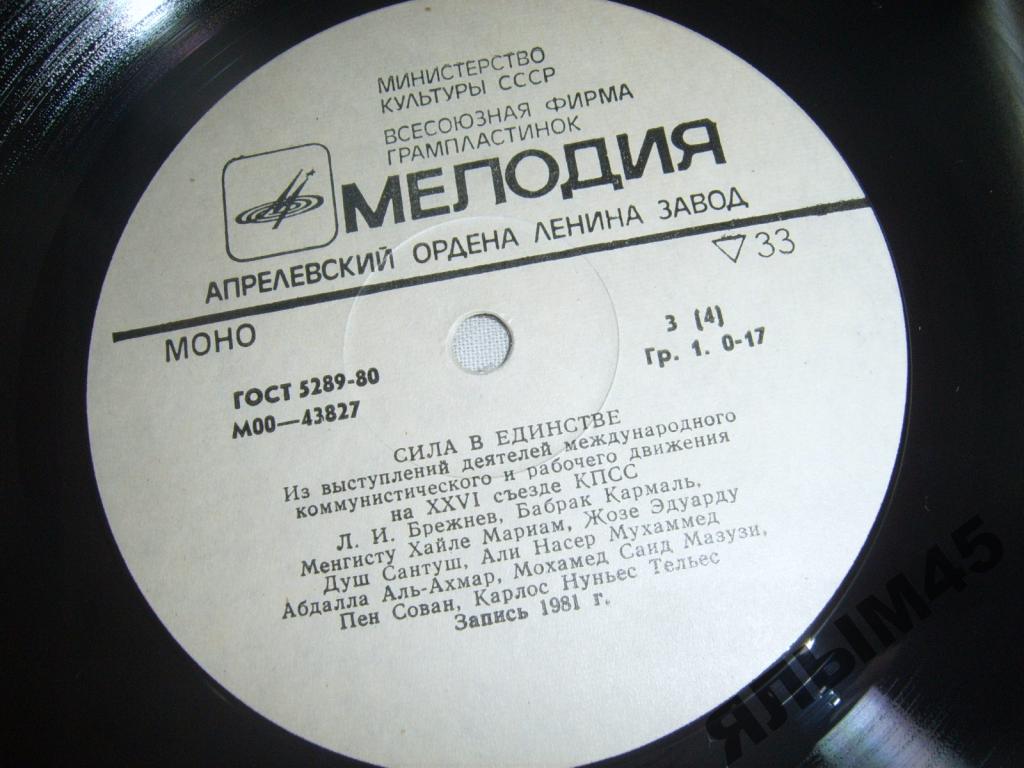 МИНИСТЕРСТВО
КУЛЬТУРЫ СССР
ВСЕСОЮЗНАЯ ФИРМА
ГРАМПЛАСТИНОК
МЕЛОДИЯ
АПРЕЛЕВСКИЙ ОРДЕНА ЛЕНИНА ЗАВОД
МОНО
33
ГОСТ 5289-80
М00—43827
3 (4)
Гр. 1. 0-17
СИЛА В ЕДИНСТВЕ
Из выступлений деятелей международного
коммунистического и рабочего движения
на XXVI съезде КПСС
Л. И. Брежнев, Бабрак Кармаль,
Менгисту Хайле Мариам, Жозе Эдуарду
Душ Сантуш, Али Насер Мухаммед
Абдалла Аль-Ахмар, Мохамед Саид Мазузи,
Пен Сован, Карлос Нуньес Тельес
Запись 1981 г.
ЯЛЫМ45